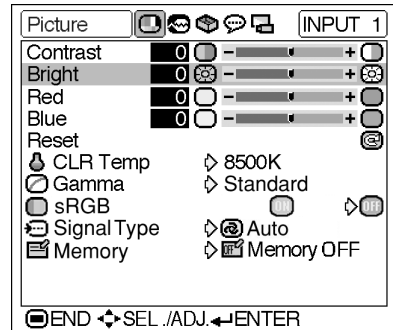 Picture INPUT 1
Contrast 0 - +
Bright 0 - +
Red 0 - +
Blue 0 - +
Reset
CLR Temp 8500K
Gamma Standard
sRGB ON OFF
Signal Type Auto
Memory OFF Memory OFF
END SEL ./ADJ. ENTER